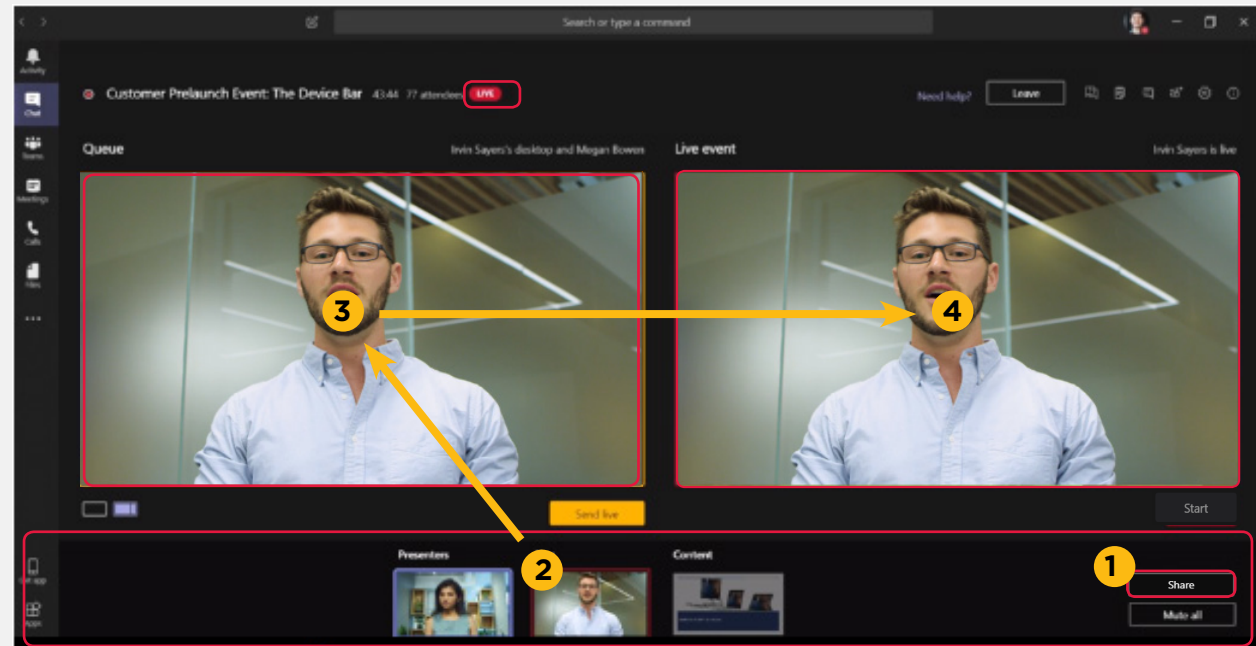 Search or type a command
Activity
Customer Prelaunch Event: The Device Bar 43:44 77 attendees LIVE
Need help? Leave
Chat
Teams
Queue Irvin Sayers's desktop and Megan Bowen
Live event Irvin Sayers is live
Meetings
Calls
Files
3
4
Send live
Start
Presenters
2
Content
1
Share
app
Apps
Mute all